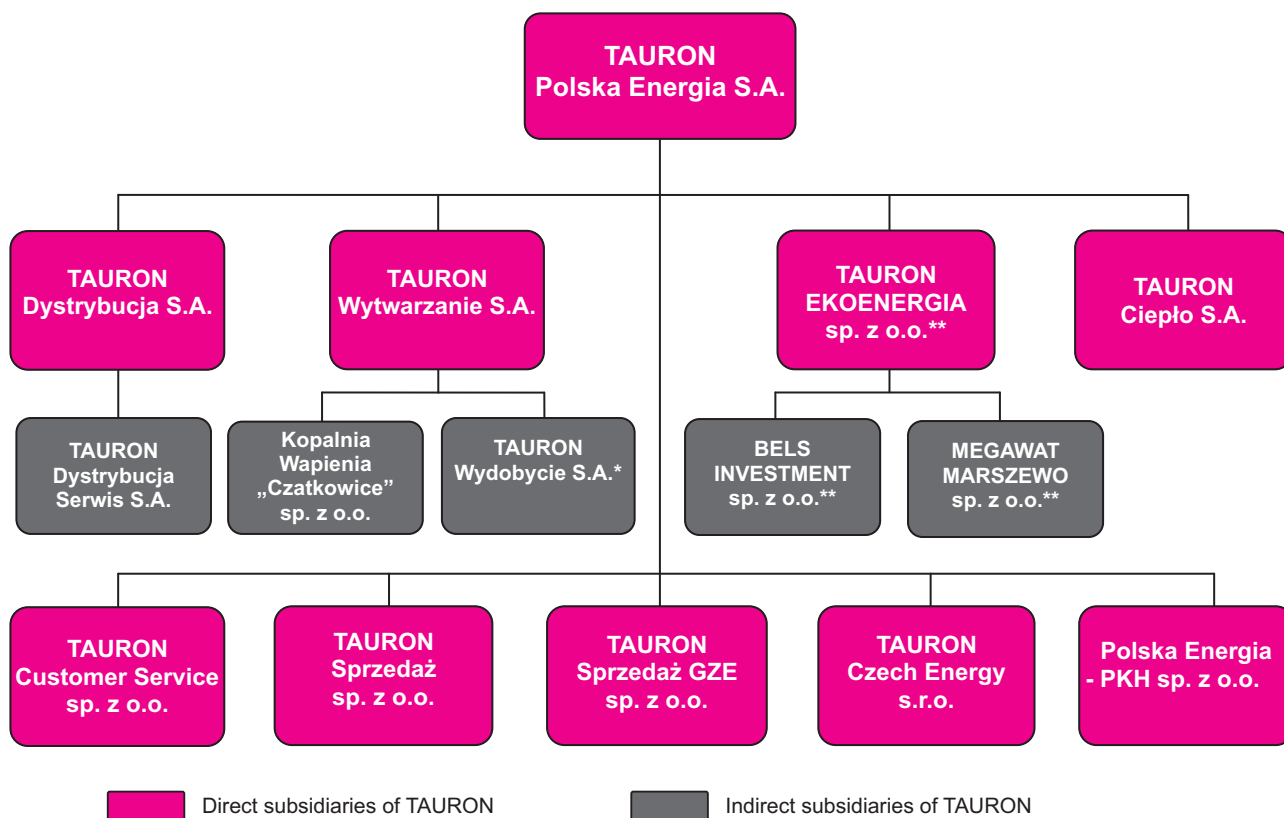 TAURON
Polska Energia S.A.
TAURON
Dystrybucja S.A.
TAURON
Wytwarzanie S.A.
TAURON
EKOENERGIA
sp. z o.o.**
TAURON
Ciepło S.A.
TAURON
Dystrybucja
Serwis S.A.
Kopalnia
Wapienia
„Czatkowice”
sp. z o.o.
TAURON
Wydobycie S.A.*
BELS
INVESTMENT
sp. z o.o.**
MEGAWAT
MARSZEWO
sp. z o.o.**
TAURON
Customer Service
sp. z o.o.
TAURON
Sprzedaż
sp. z o.o.
TAURON
Sprzedaż GZE
sp. z o.o.
TAURON
Czech Energy
s.r.o.
Polska Energia
- PKH sp. z o.o.
Direct subsidiaries of TAURON
Indirect subsidiaries of TAURON